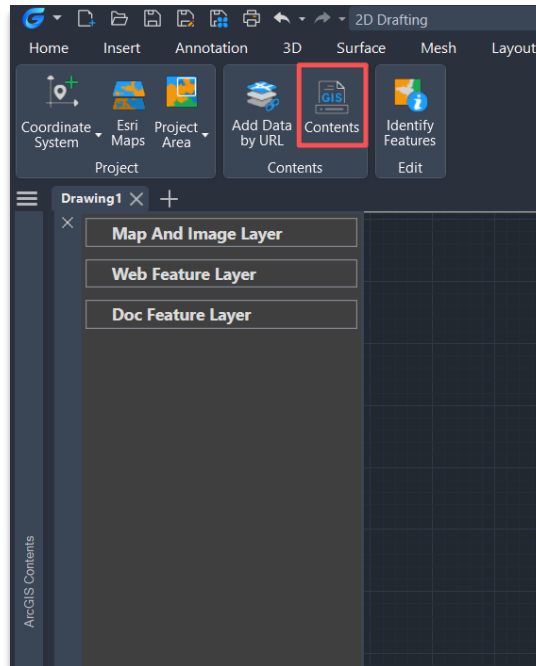 2D Drafting
Home Insert Annotation 3D Surface Mesh Layout
Coordinate System
Esri Maps
Project Area
Add Data by URL
GIS
Contents
Identify Features
Project Contents Edit
Drawing1
Map And Image Layer
Web Feature Layer
Doc Feature Layer
ArcGIS Contents